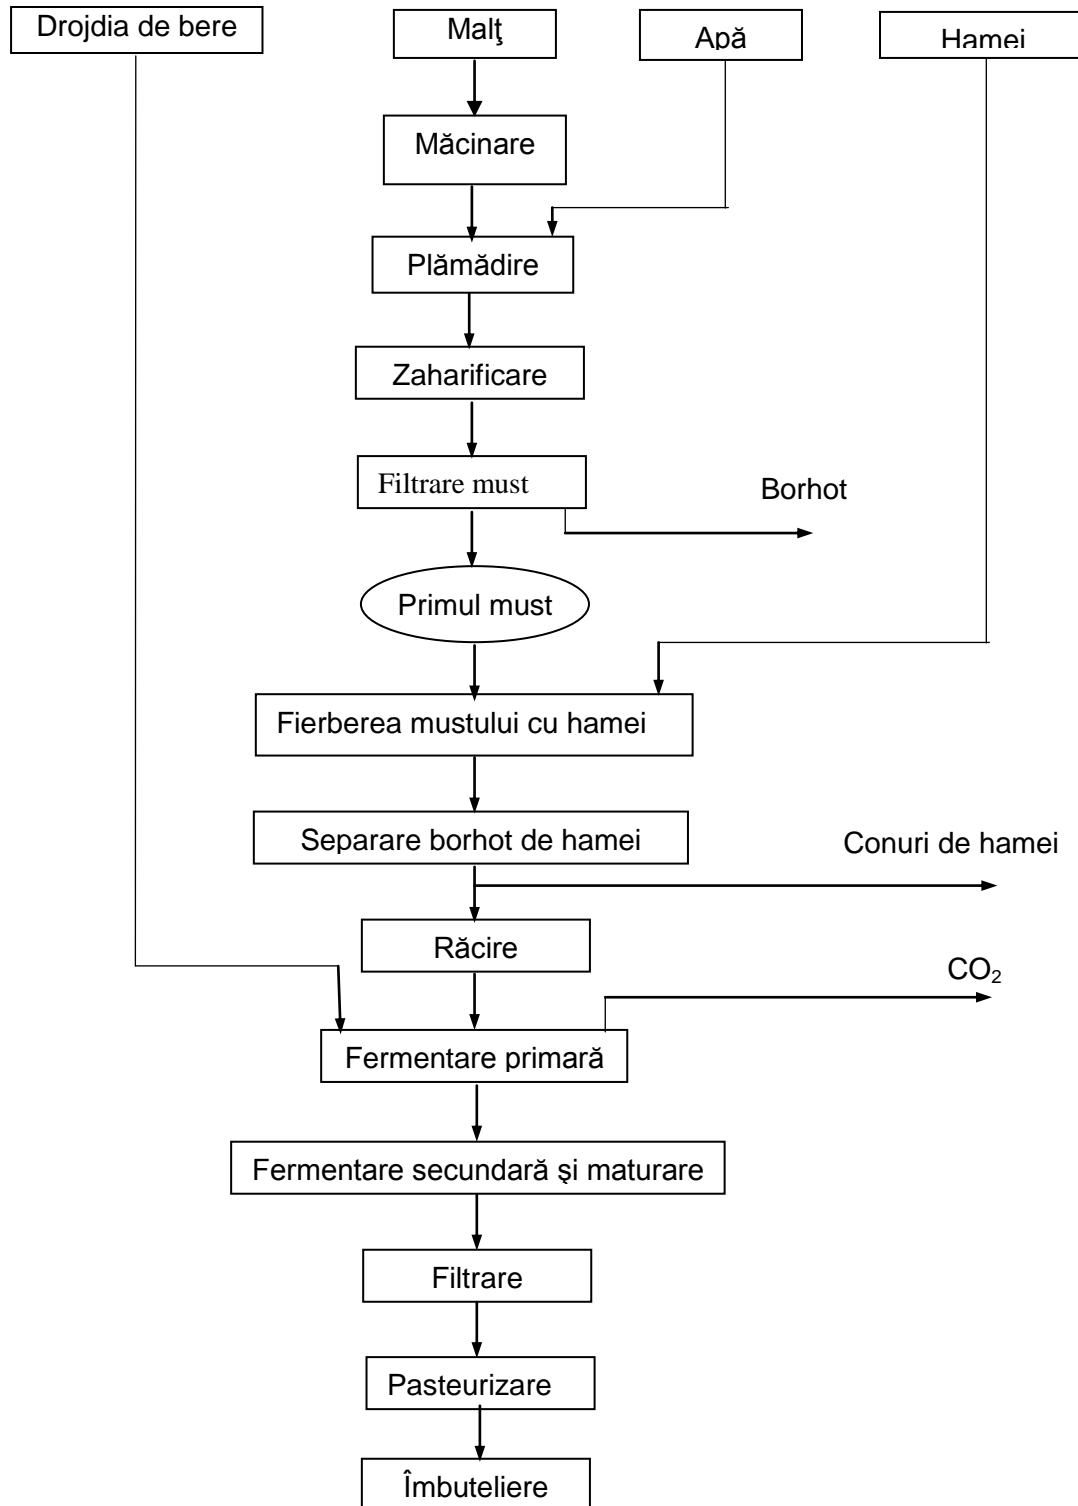 Drojdia de bere
Malţ
Apă
Hamei
Măcinare
Plămădire
Zaharificare
Filtrare must
Borhot
Primul must
Fierberea mustului cu hamei
Separare borhot de hamei
Conuri de hamei
Răcire
CO₂
Fermentare primară
Fermentare secundară şi maturare
Filtrare
Pasteurizare
Îmbuteliere